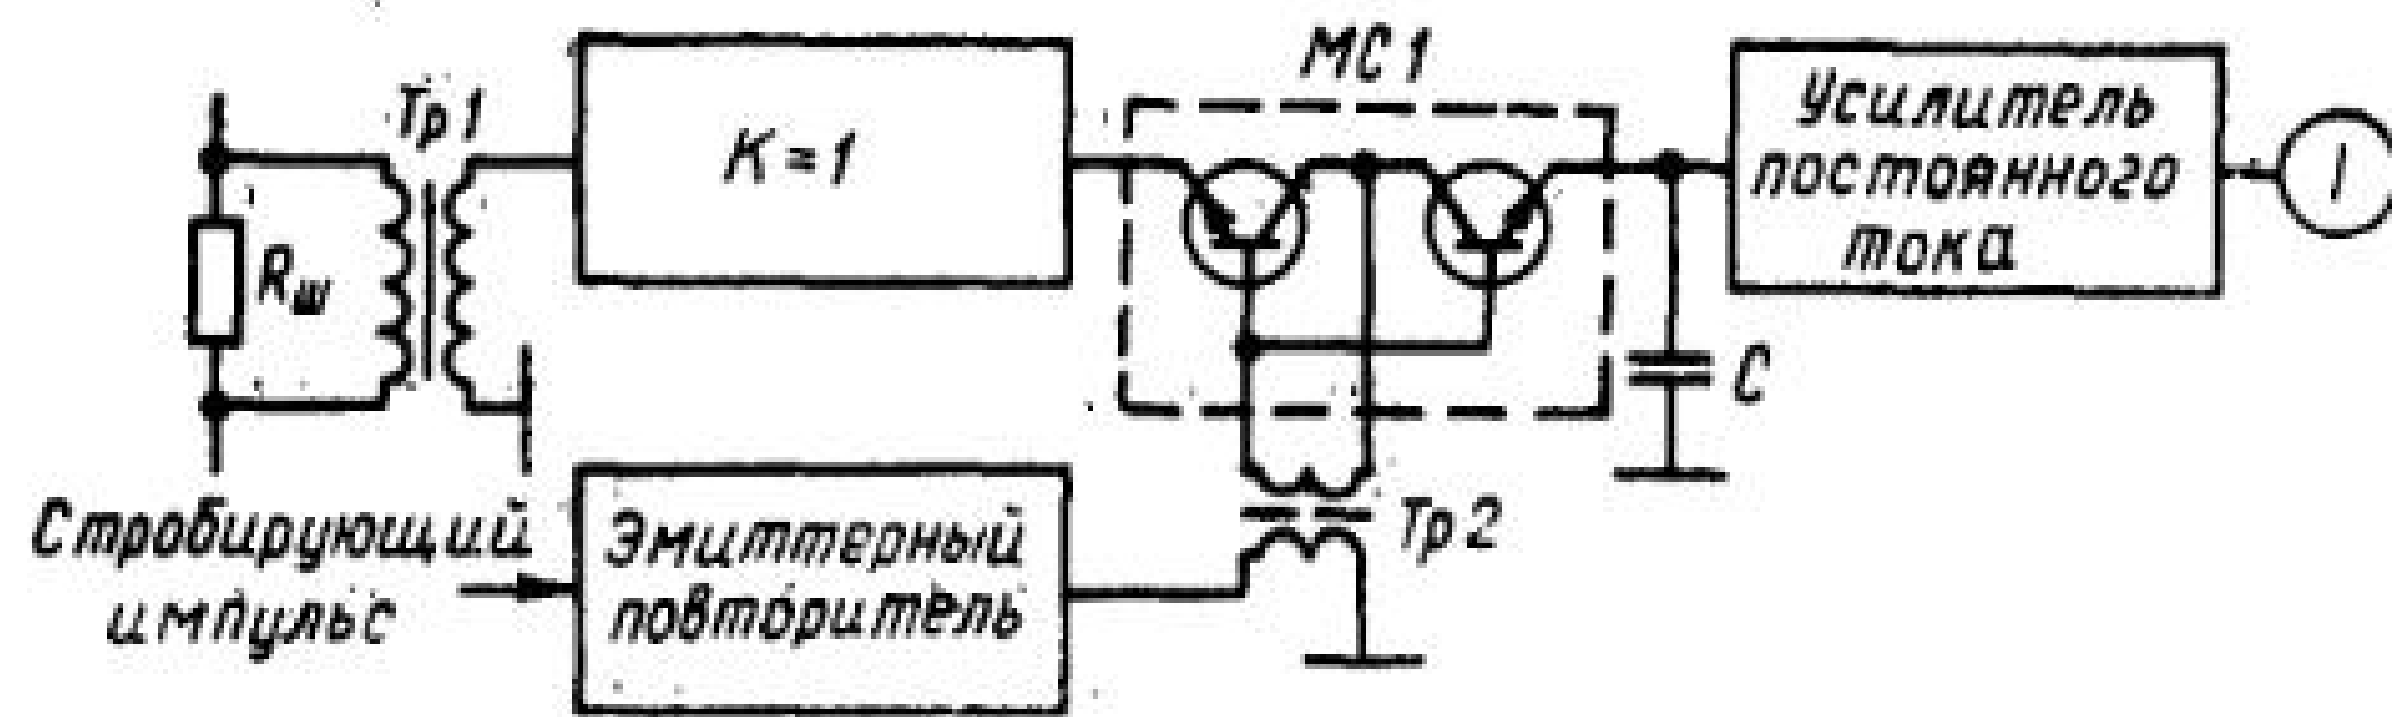 МС1
Тр1
K=1
Усилитель
постоянного
тока
I
Rш
C
Тр2
Стробирующий
импульс
Эмиттерный
повторитель